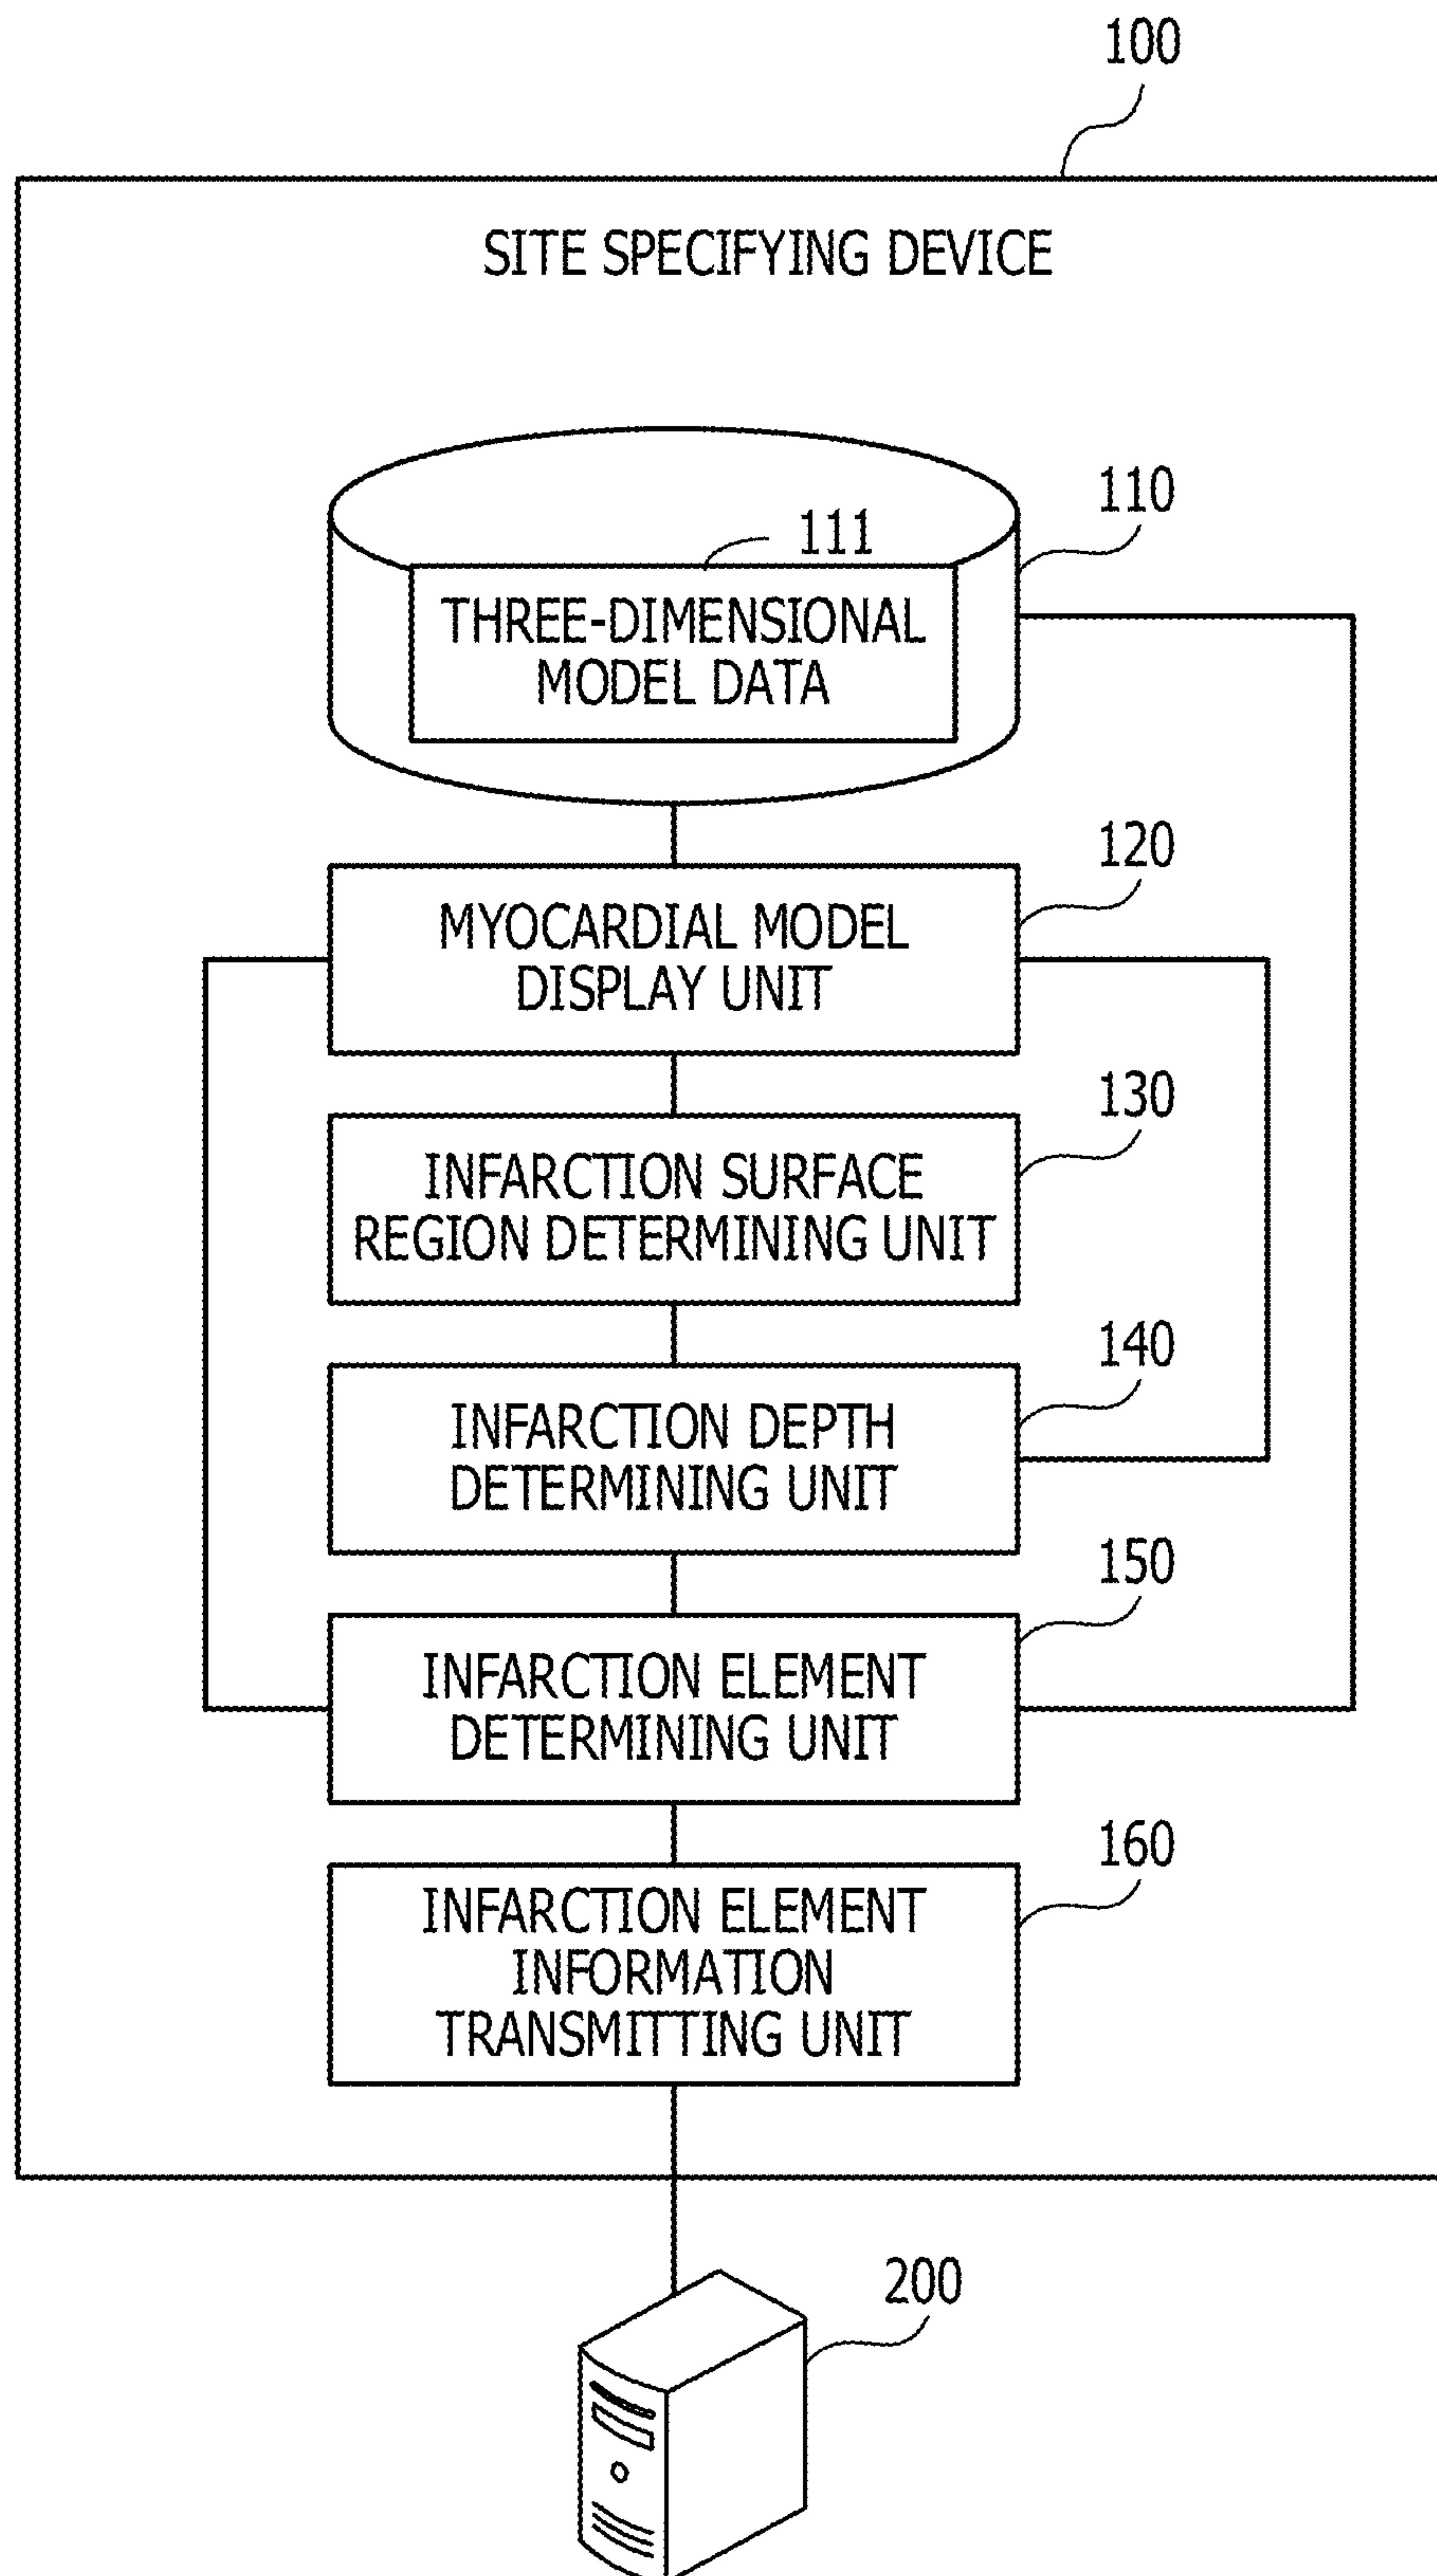 100
SITE SPECIFYING DEVICE
110
111
THREE-DIMENSIONAL
MODEL DATA
120
MYOCARDIAL MODEL
DISPLAY UNIT
130
INFARCTION SURFACE
REGION DETERMINING UNIT
140
INFARCTION DEPTH
DETERMINING UNIT
150
INFARCTION ELEMENT
DETERMINING UNIT
160
INFARCTION ELEMENT
INFORMATION
TRANSMITTING UNIT
200